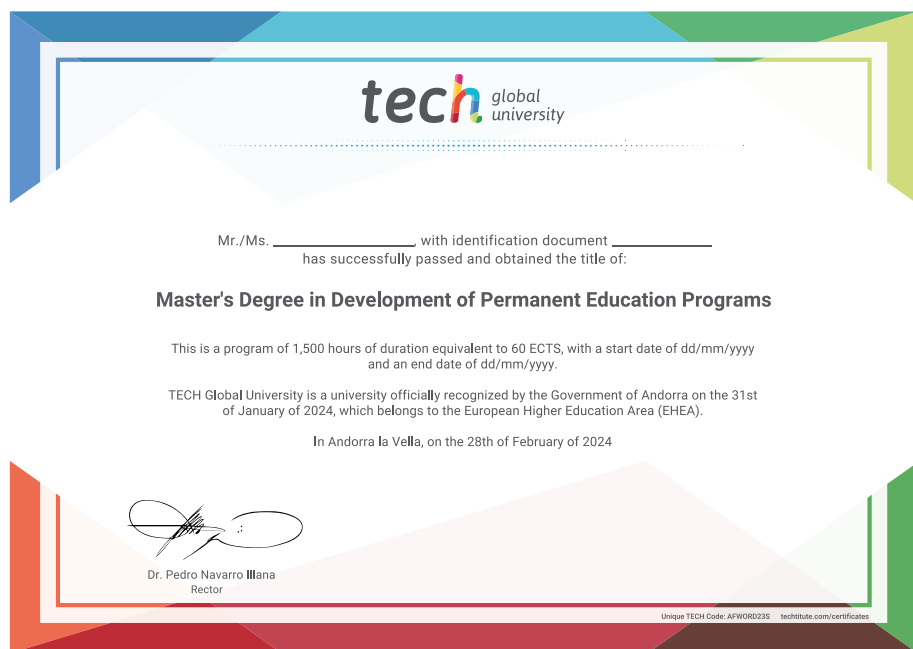 tech global university
Mr./Ms. ____________, with identification document ____________
has successfully passed and obtained the title of:
Master's Degree in Development of Permanent Education Programs
This is a program of 1,500 hours of duration equivalent to 60 ECTS, with a start date of dd/mm/yyyy
and an end date of dd/mm/yyyy.
TECH Global University is a university officially recognized by the Government of Andorra on the 31st
of January of 2024, which belongs to the European Higher Education Area (EHEA).
In Andorra la Vella, on the 28th of February of 2024
Dr. Pedro Navarro Illana
Rector
Unique TECH Code: AFWORD23S techtitute.com/certificates